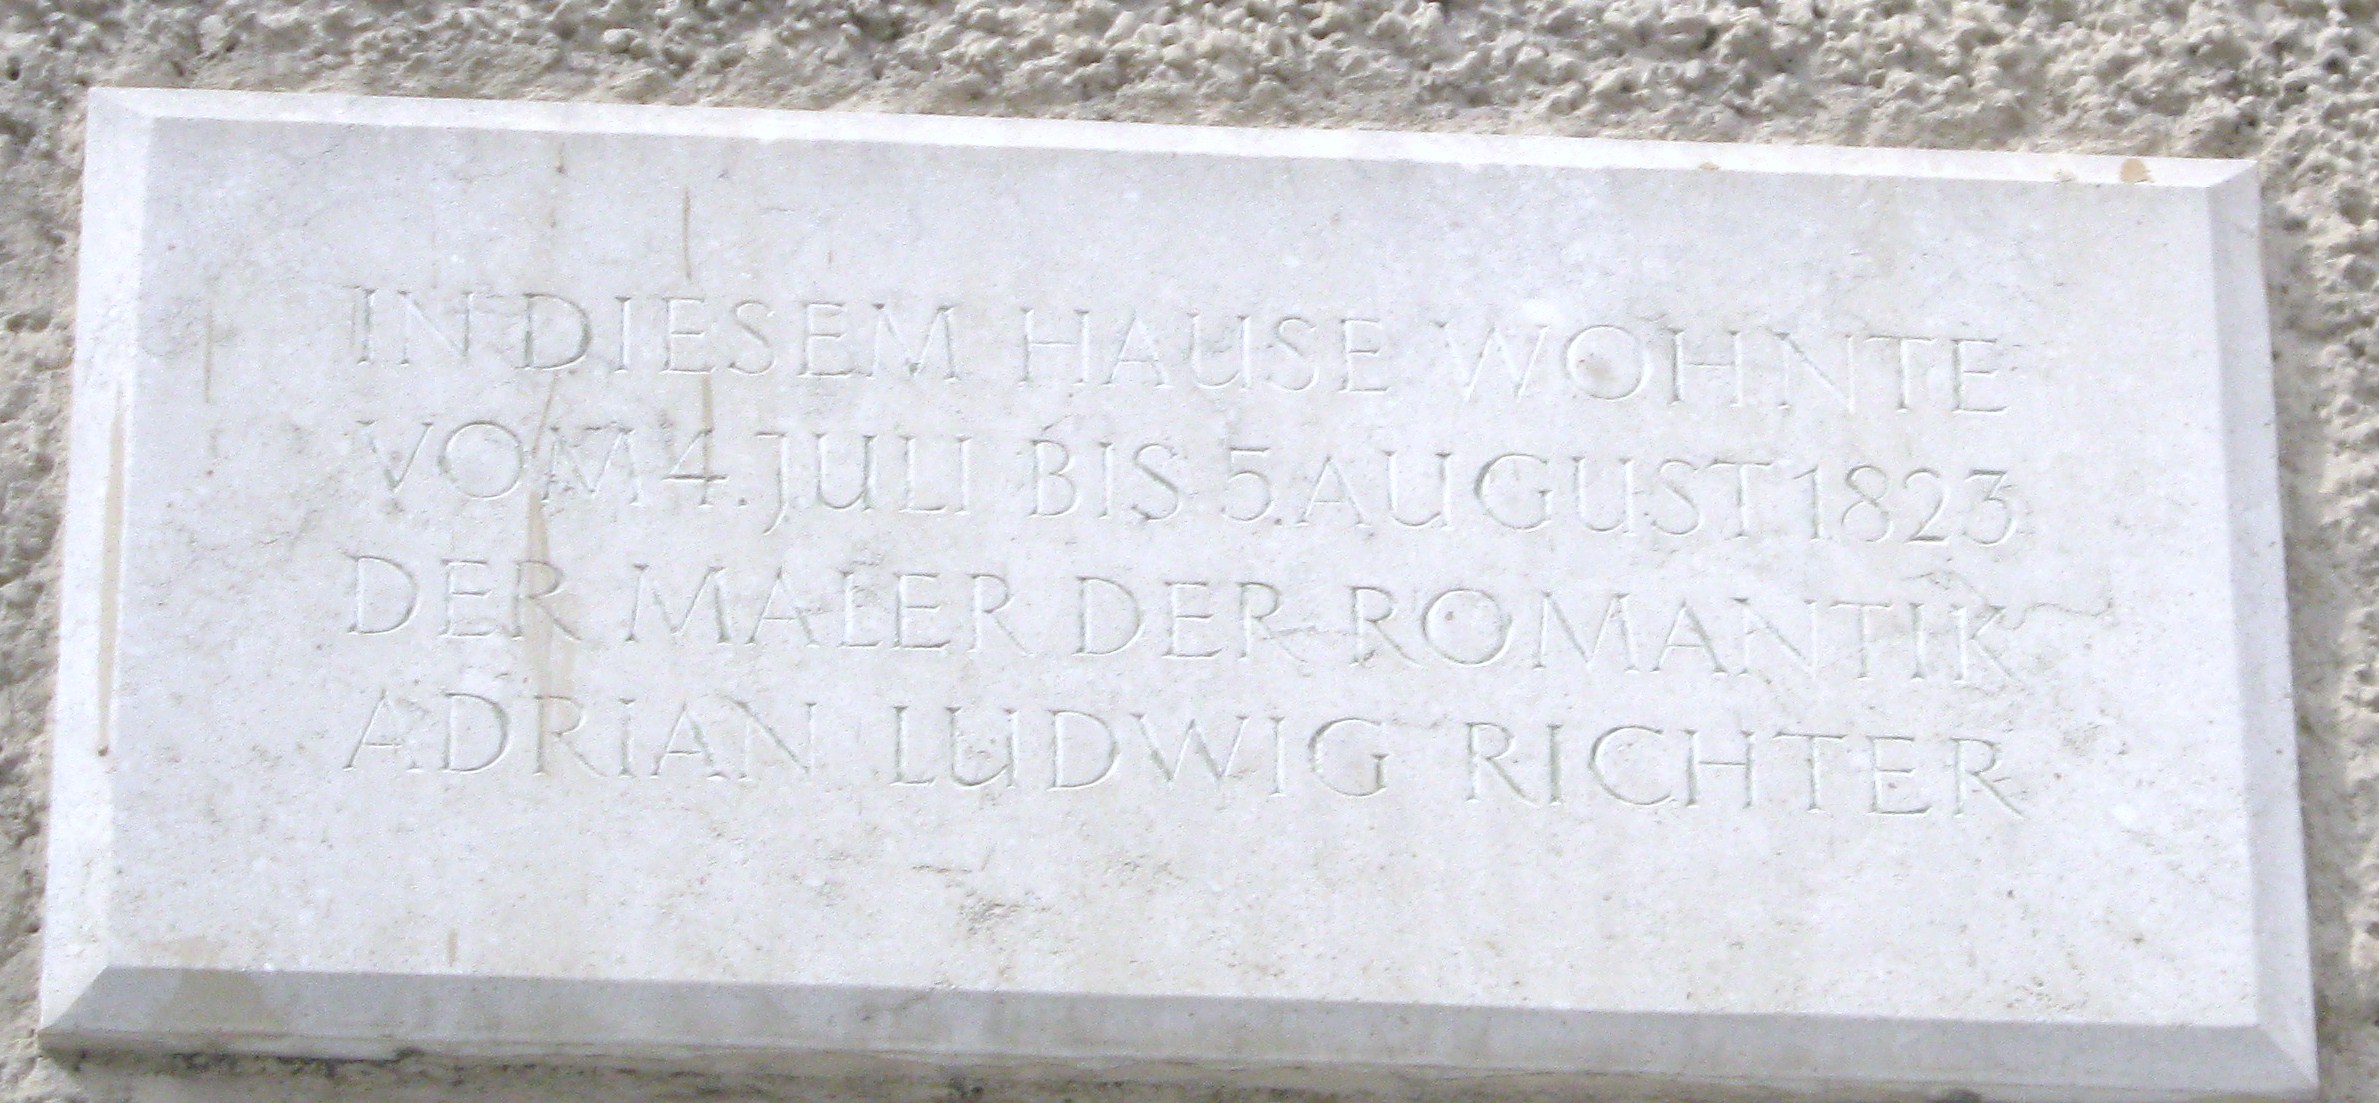 IN DIESEM HAUSE WOHNTE
VOM 4. JULI BIS 5. AUGUST 1823
DER MALER DER ROMANTIK
ADRIAN LUDWIG RICHTER